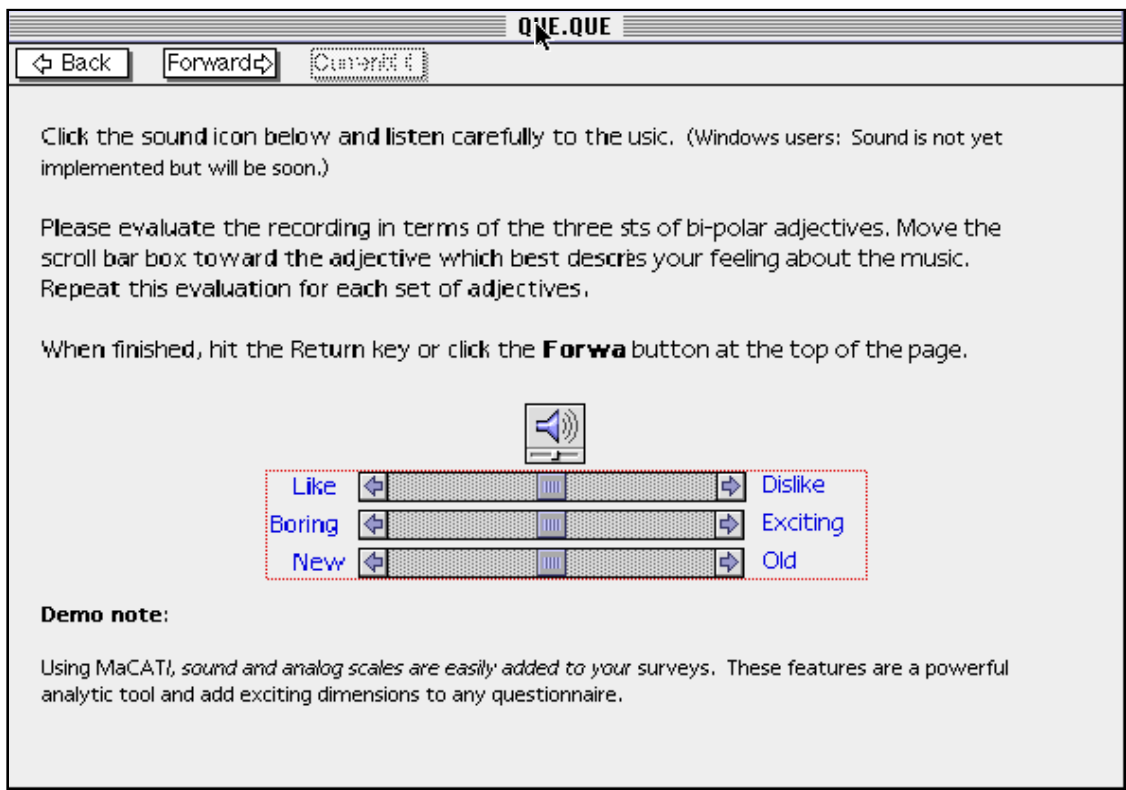 QUE.QUE
Back Forward
Click the sound icon below and listen carefully to the usic. (Windows users: Sound is not yet
implemented but will be soon.)
Please evaluate the recording in terms of the three sts of bi-polar adjectives. Move the
scroll bar box toward the adjective which best descris your feeling about the music.
Repeat this evaluation for each set of adjectives.
When finished, hit the Return key or click the Forwa button at the top of the page.
Like Dislike
Boring Exciting
New Old
Demo note:
Using MaCATI, sound and analog scales are easily added to your surveys. These features are a powerful
analytic tool and add exciting dimensions to any questionnaire.